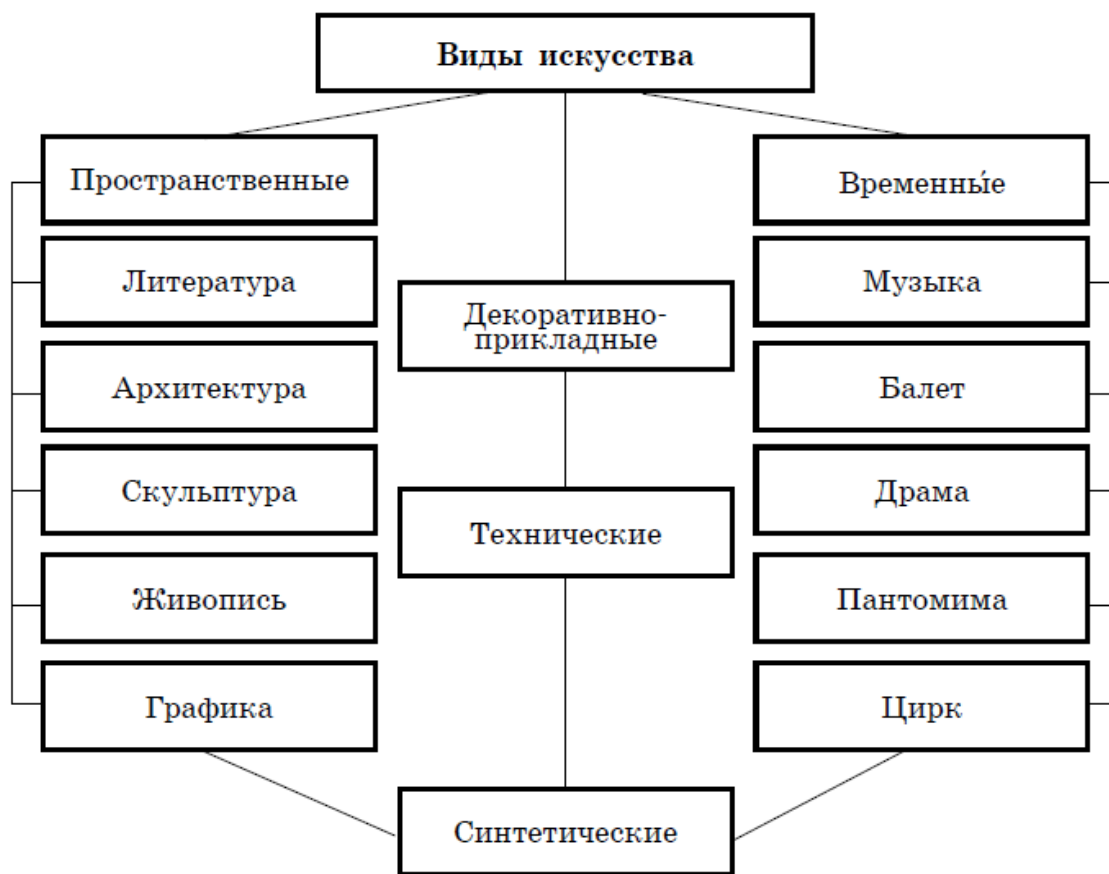 Виды искусства
Пространственные
Литература
Архитектура
Скульптура
Живопись
Графика
Декоративно-
прикладные
Технические
Временны́е
Музыка
Балет
Драма
Пантомима
Цирк
Синтетические